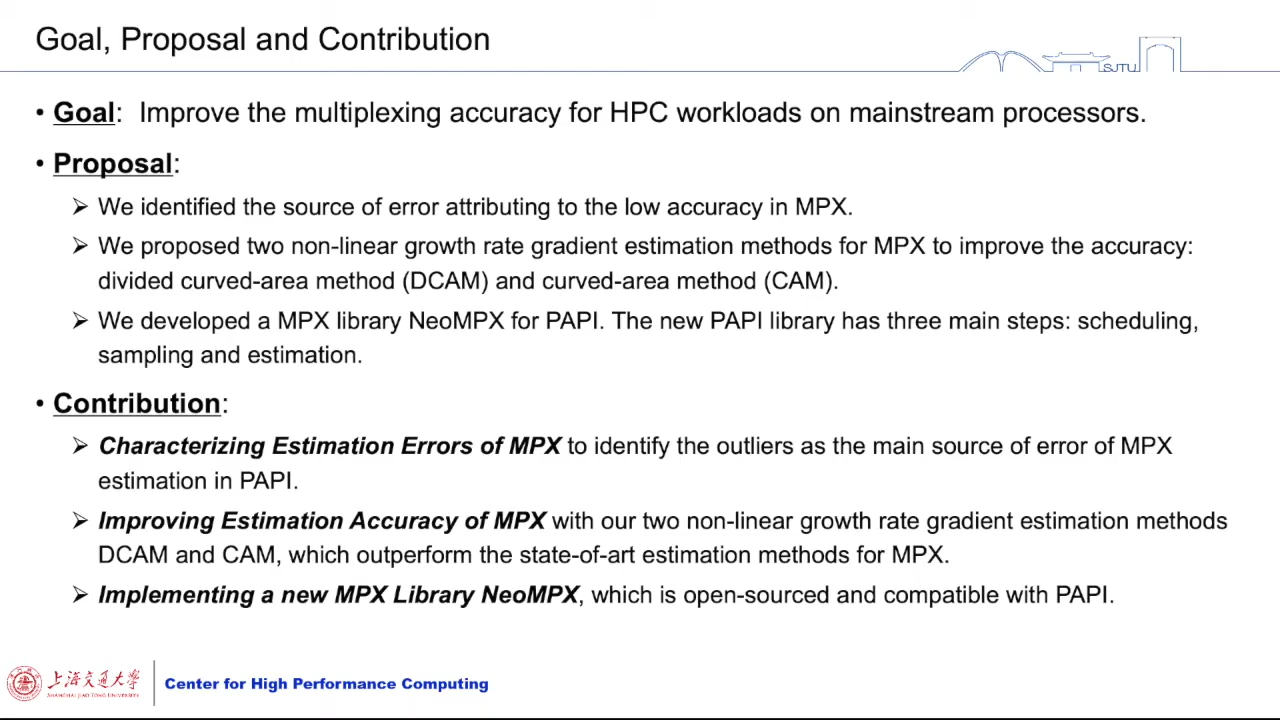 Goal, Proposal and Contribution
SJTU
• Goal: Improve the multiplexing accuracy for HPC workloads on mainstream processors.
• Proposal:
➢ We identified the source of error attributing to the low accuracy in MPX.
➢ We proposed two non-linear growth rate gradient estimation methods for MPX to improve the accuracy:
divided curved-area method (DCAM) and curved-area method (CAM).
➢ We developed a MPX library NeoMPX for PAPI. The new PAPI library has three main steps: scheduling,
sampling and estimation.
• Contribution:
➢ Characterizing Estimation Errors of MPX to identify the outliers as the main source of error of MPX
estimation in PAPI.
➢ Improving Estimation Accuracy of MPX with our two non-linear growth rate gradient estimation methods
DCAM and CAM, which outperform the state-of-art estimation methods for MPX.
➢ Implementing a new MPX Library NeoMPX, which is open-sourced and compatible with PAPI.
上海交通大学
SHANGHAI JIAO TONG UNIVERSITY
Center for High Performance Computing